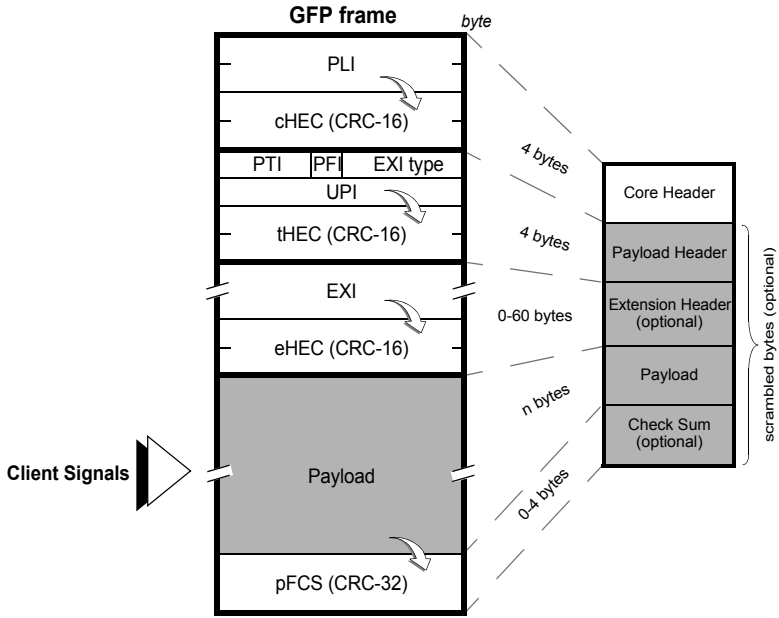 GFP frame
byte
PLI
cHEC (CRC-16)
PTI PFI EXI type
UPI
tHEC (CRC-16)
EXI
eHEC (CRC-16)
Payload
pFCS (CRC-32)
Client Signals
4 bytes
4 bytes
0-60 bytes
n bytes
0-4 bytes
Core Header
Payload Header
Extension Header
(optional)
Payload
Check Sum
(optional)
scrambled bytes (optional)